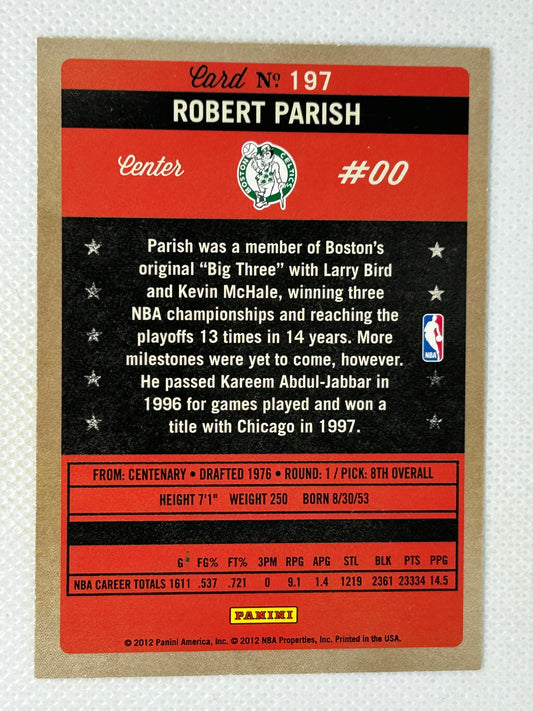 Card Nº 197
ROBERT PARISH
Center
BOSTON CELTICS
#00
Parish was a member of Boston's
original "Big Three" with Larry Bird
and Kevin McHale, winning three
NBA championships and reaching the
playoffs 13 times in 14 years. More
milestones were yet to come, however.
He passed Kareem Abdul-Jabbar in
1996 for games played and won a
title with Chicago in 1997.
NBA
FROM: CENTENARY • DRAFTED 1976 • ROUND: 1 / PICK: 8TH OVERALL
HEIGHT 7'1" WEIGHT 250 BORN 8/30/53
G FG% FT% 3PM RPG APG STL BLK PTS PPG
NBA CAREER TOTALS 1611 .537 .721 0 9.1 1.4 1219 2361 23334 14.5
PANINI
© 2012 Panini America, Inc. © 2012 NBA Properties, Inc. Printed in the USA.